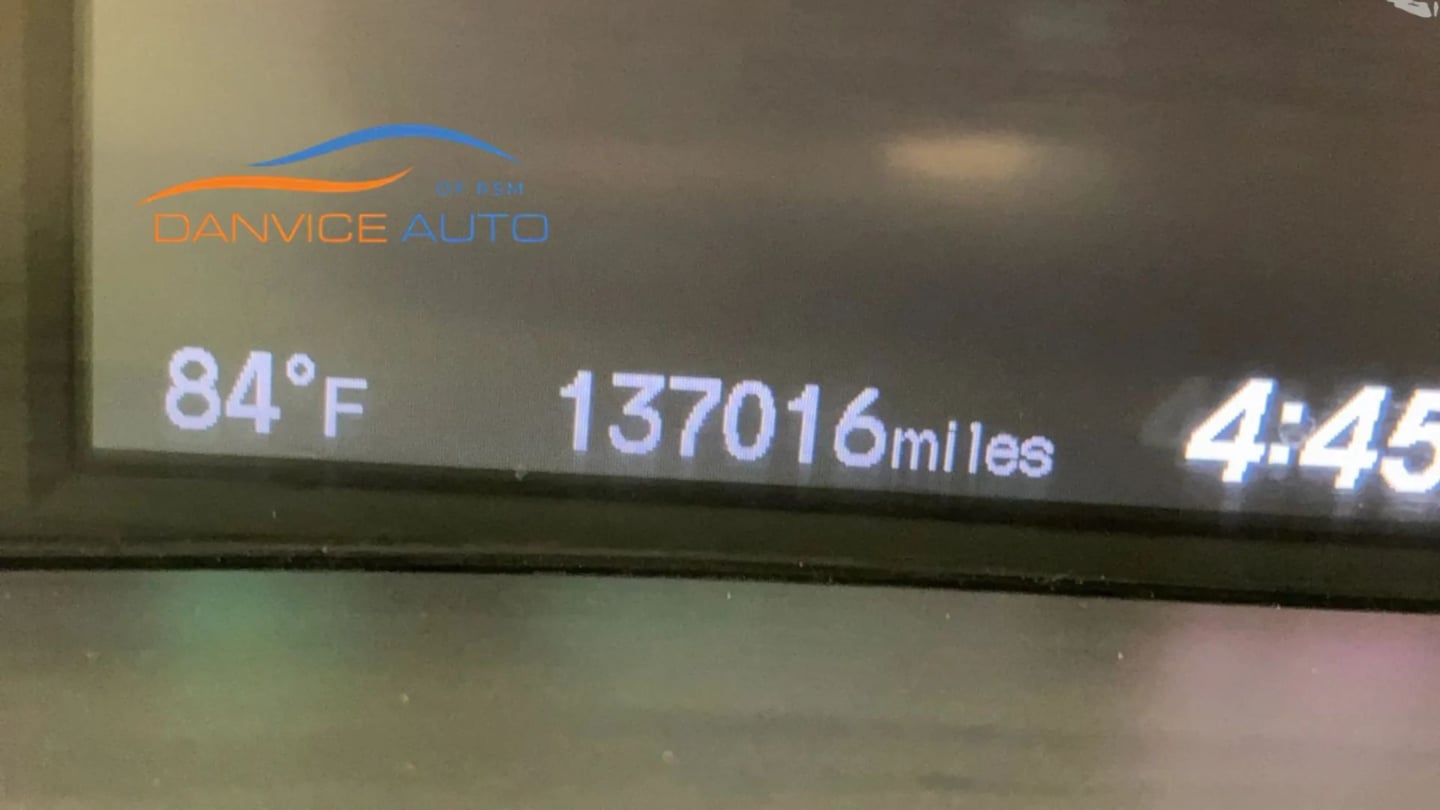 OF RSM
DANVICE AUTO
84°F 137016miles 4:45